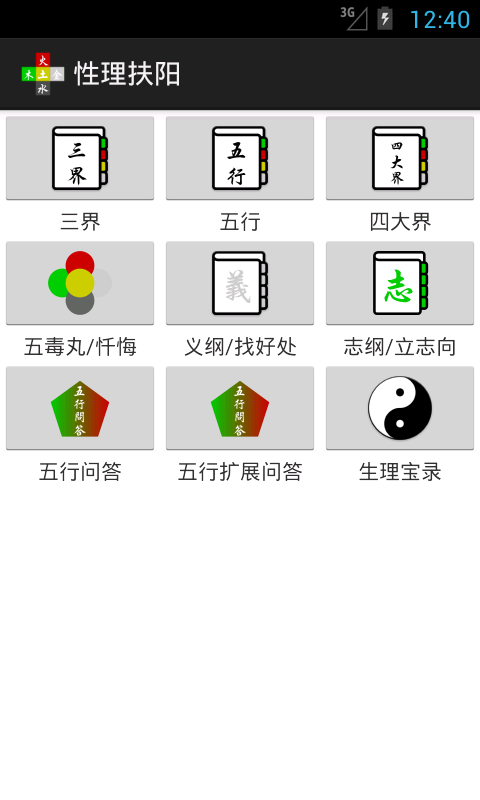 3G
12:40
火
木土金
水
性理扶阳
三界
五行
四大界
三界
五行
四大界
義
志
五毒丸/忏悔
义纲/找好处
志纲/立志向
五行問答
五行問答
五行问答
五行扩展问答
生理宝录